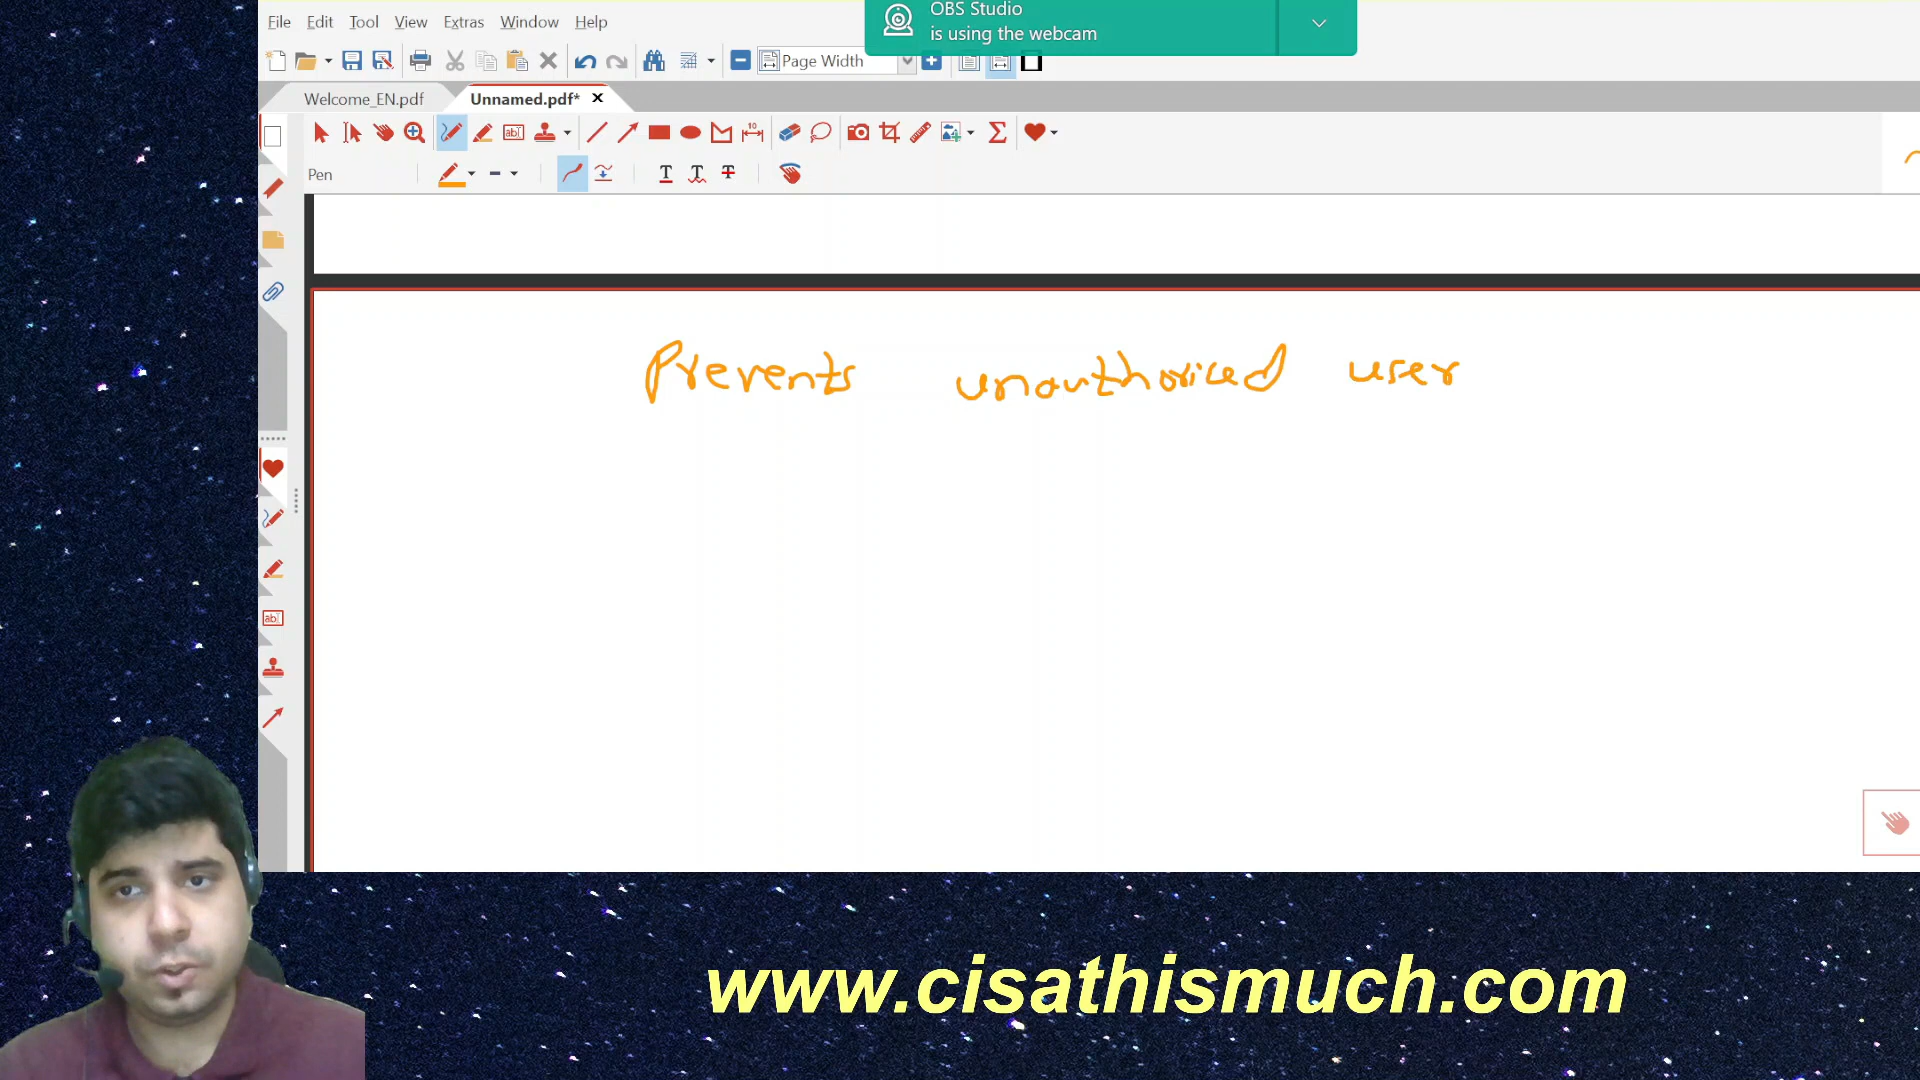 OBS Studio
File Edit Tool View Extras Window Help
is using the webcam
Page Width
Welcome_EN.pdf Unnamed.pdf*
Pen
Prevents unauthorised user
www.cisathismuch.com